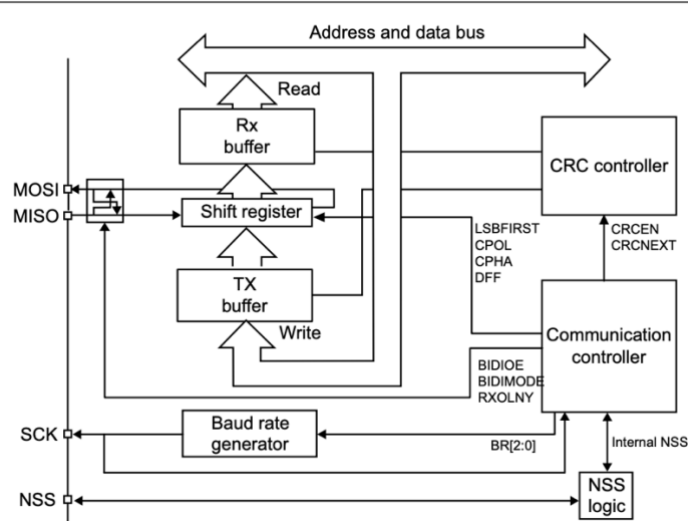 Address and data bus
Read
Rx
buffer
CRC controller
MOSI
MISO
Shift register
LSBFIRST
CPOL
CPHA
DFF
CRCEN
CRCNEXT
TX
buffer
Write
Communication
controller
BIDIOE
BIDIMODE
RXOLNY
SCK
Baud rate
generator
BR[2:0]
Internal NSS
NSS
NSS
logic